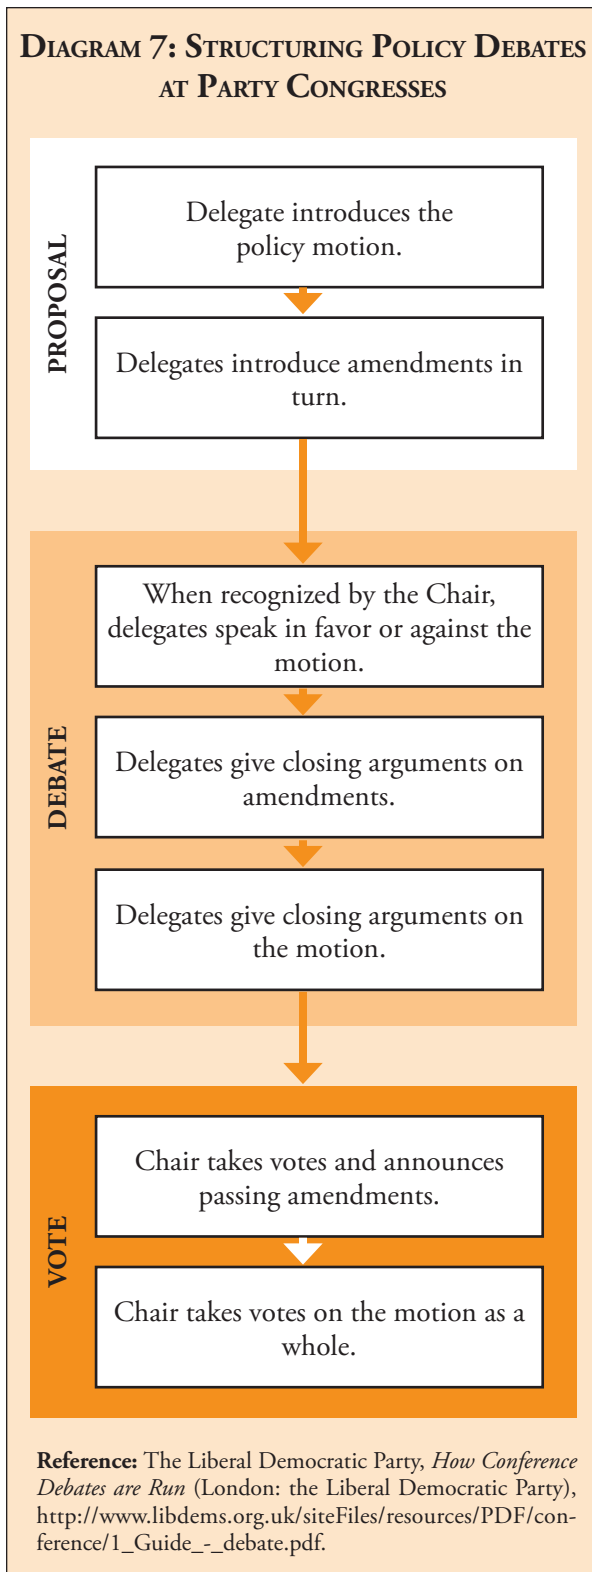 DIAGRAM 7: STRUCTURING POLICY DEBATES
AT PARTY CONGRESSES
PROPOSAL
Delegate introduces the
policy motion.
Delegates introduce amendments in
turn.
DEBATE
When recognized by the Chair,
delegates speak in favor or against the
motion.
Delegates give closing arguments on
amendments.
Delegates give closing arguments on
the motion.
VOTE
Chair takes votes and announces
passing amendments.
Chair takes votes on the motion as a
whole.
Reference: The Liberal Democratic Party, How Conference
Debates are Run (London: the Liberal Democratic Party),
http://www.libdems.org.uk/siteFiles/resources/PDF/con-
ference/1_Guide_-_debate.pdf.